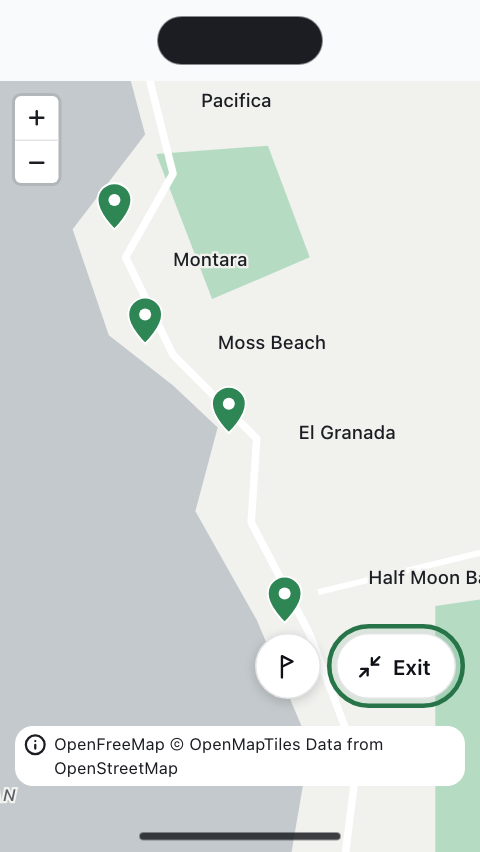 Pacifica
+
−
Montara
Moss Beach
El Granada
Half Moon Ba
Exit
OpenFreeMap © OpenMapTiles Data from
OpenStreetMap
N